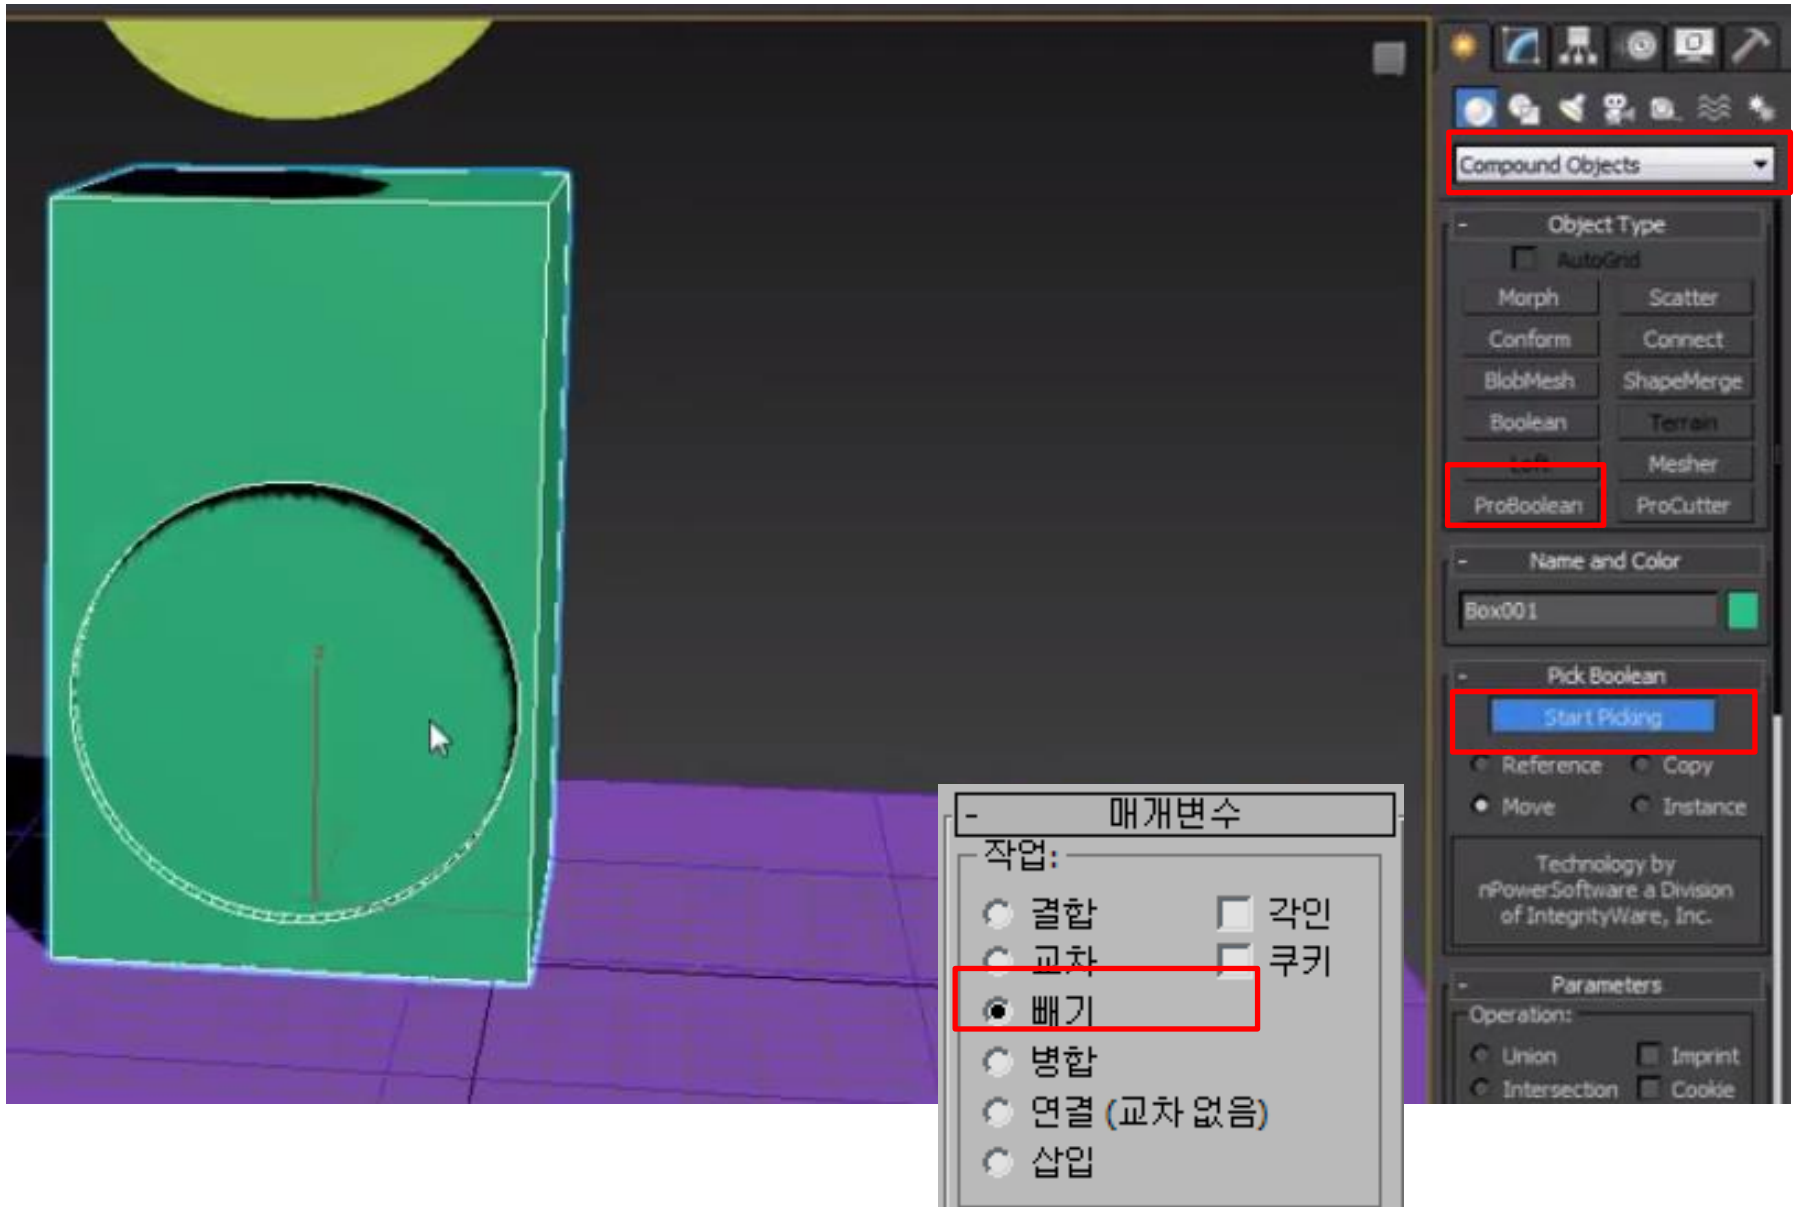 Compound Objects
- Object Type
AutoGrid
Morph Scatter
Conform Connect
BlobMesh ShapeMerge
Boolean Terrain
Loft Mesher
ProBoolean ProCutter
- Name and Color
Box001
- Pick Boolean
Start Picking
Reference Copy
Move Instance
Technology by
nPowerSoftware a Division
of IntegrityWare, Inc.
- Parameters
Operation:
Union Imprint
Intersection Cookie
- 매개변수
작업:
결합 각인
교차 쿠키
빼기
병합
연결 (교차 없음)
삽입
z